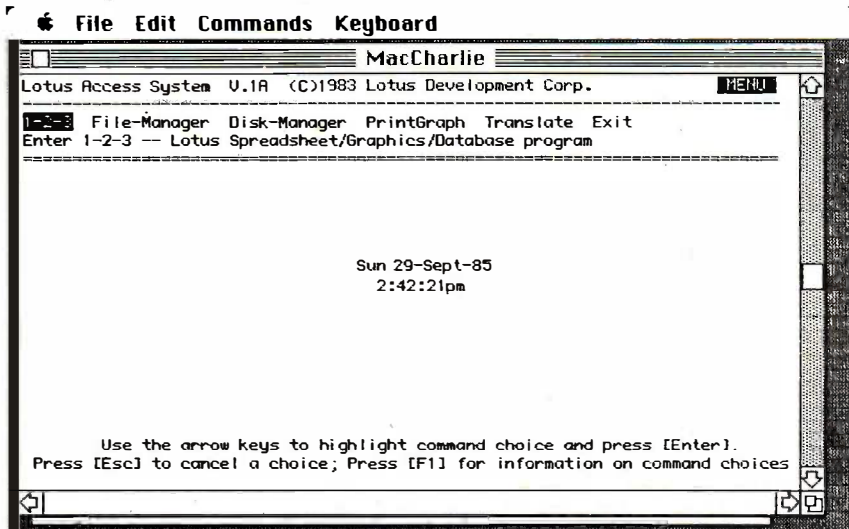 File Edit Commands Keyboard
MacCharlie
Lotus Access System V.1A (C)1983 Lotus Development Corp. MENU
1-2-3 File-Manager Disk-Manager PrintGraph Translate Exit
Enter 1-2-3 -- Lotus Spreadsheet/Graphics/Database program
Sun 29-Sept-85
2:42:21pm
Use the arrow keys to highlight command choice and press [Enter].
Press [Esc] to cancel a choice; Press [F1] for information on command choices